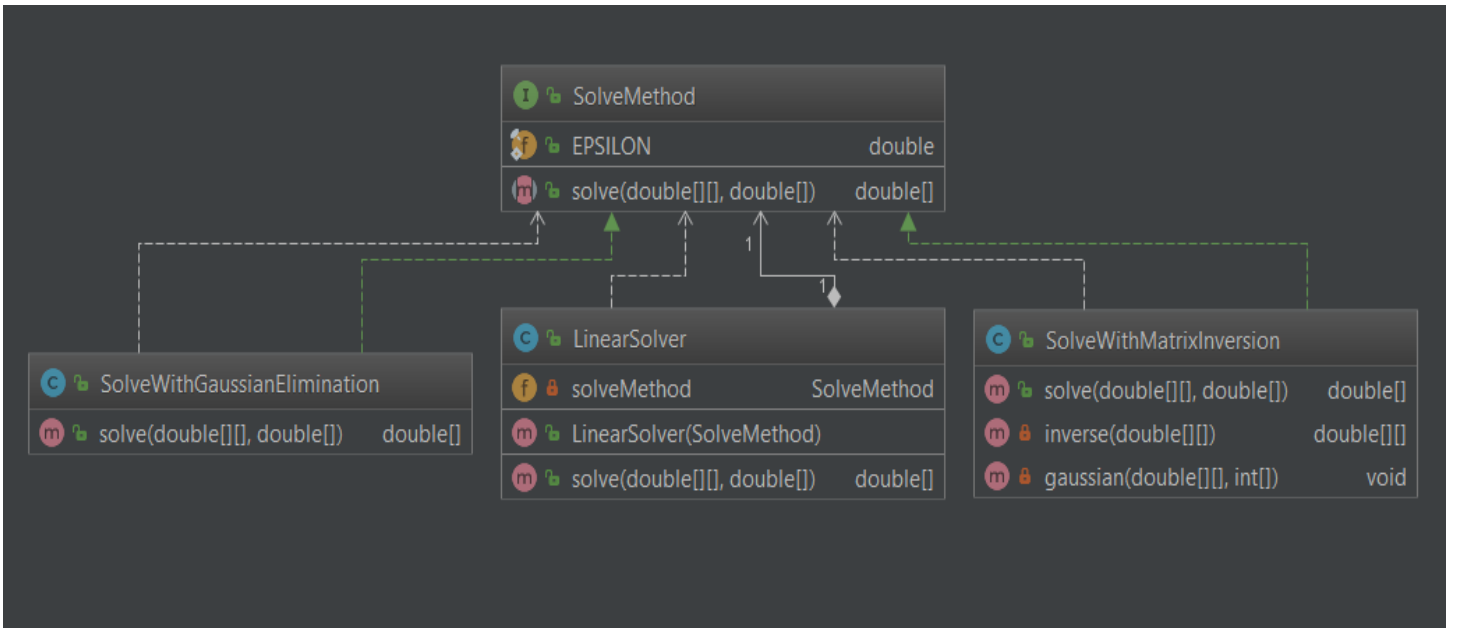 I SolveMethod
f EPSILON double
m solve(double[][], double[]) double[]
1
1
C LinearSolver
f solveMethod SolveMethod
m LinearSolver(SolveMethod)
m solve(double[][], double[]) double[]
C SolveWithMatrixInversion
m solve(double[][], double[]) double[]
m inverse(double[][]) double[][]
m gaussian(double[][], int[]) void
C SolveWithGaussianElimination
m solve(double[][], double[]) double[]